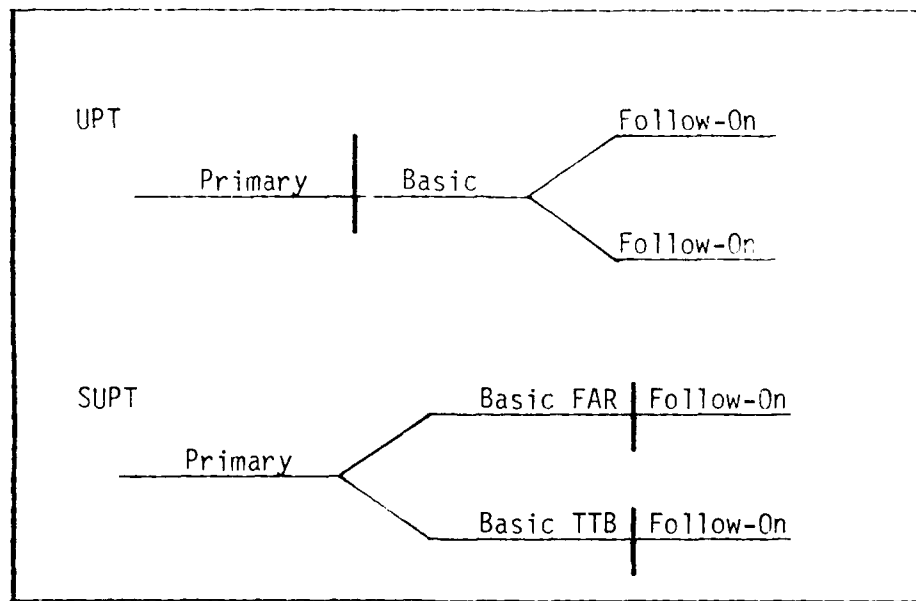 UPT
Follow-On
Primary
Basic
Follow-On
SUPT
Basic FAR
Follow-On
Primary
Basic TTB
Follow-On